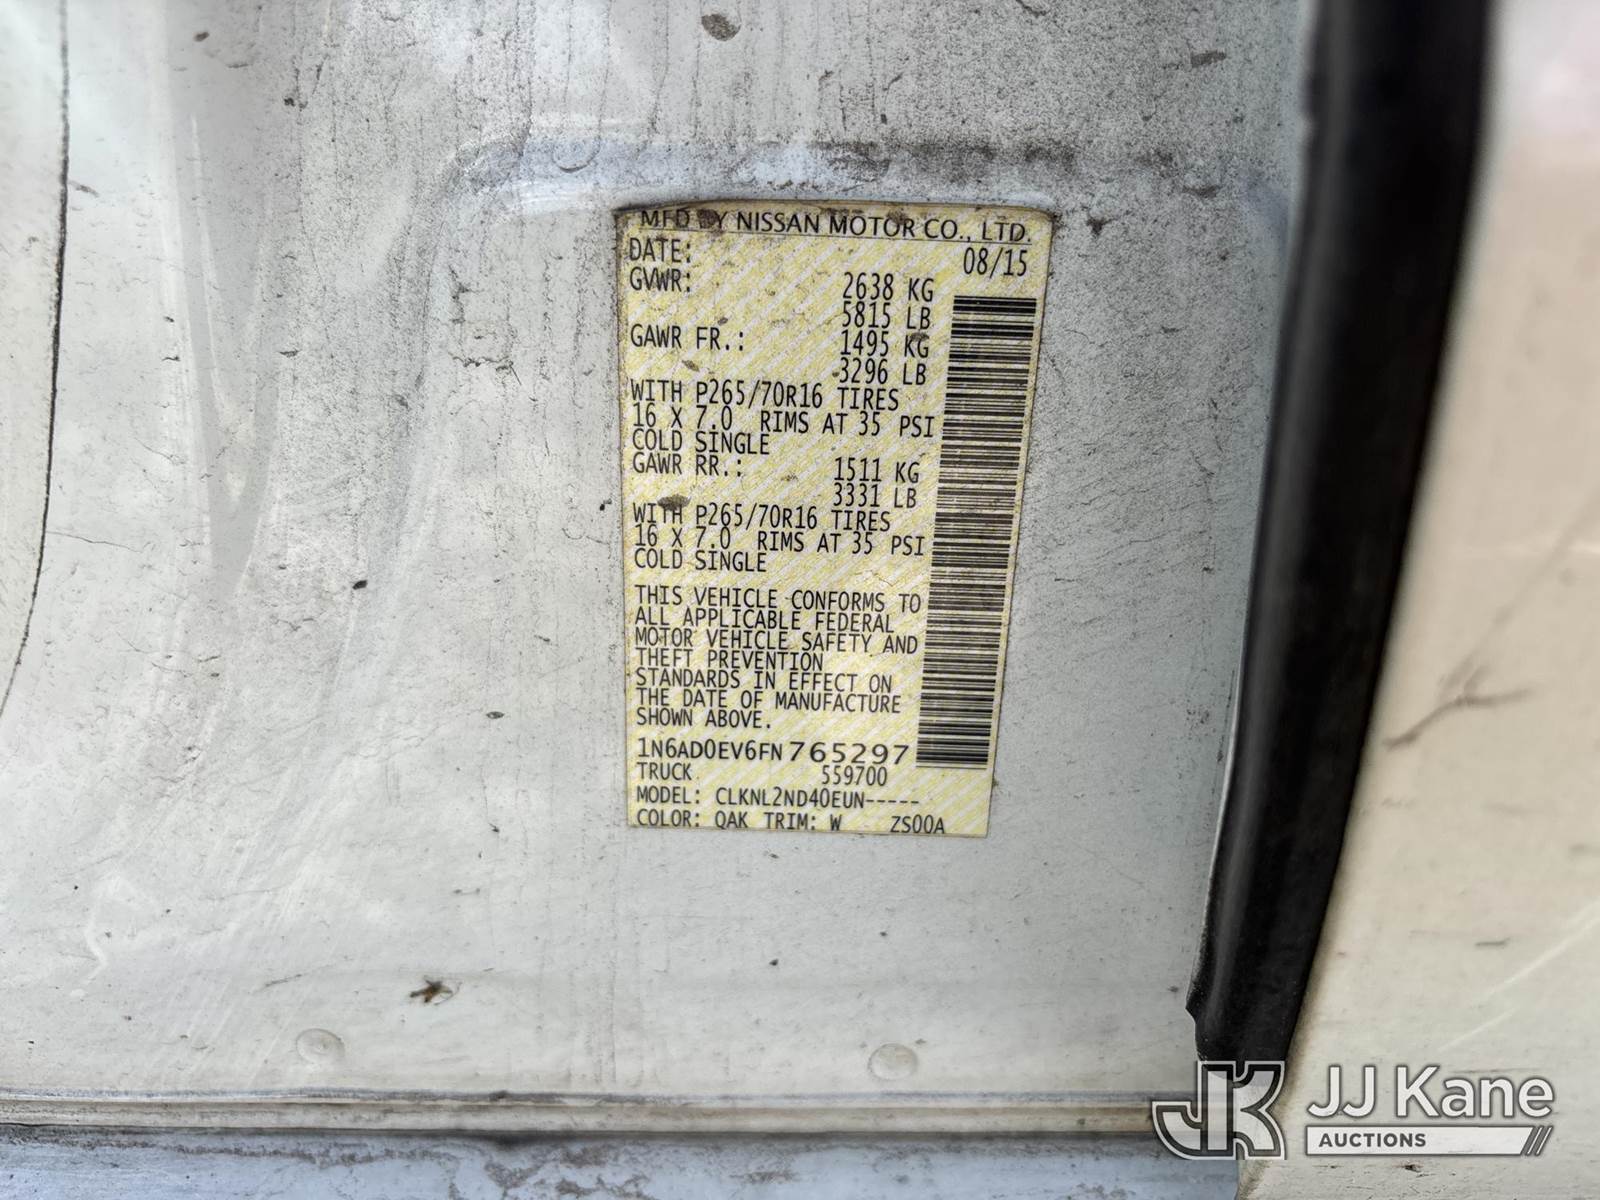 MFD BY NISSAN MOTOR CO., LTD.
DATE: 08/15
GVWR: 2638 KG
5815 LB
GAWR FR.: 1495 KG
3296 LB
WITH P265/70R16 TIRES
16 X 7.0 RIMS AT 35 PSI
COLD SINGLE
GAWR RR.: 1511 KG
3331 LB
WITH P265/70R16 TIRES
16 X 7.0 RIMS AT 35 PSI
COLD SINGLE
THIS VEHICLE CONFORMS TO
ALL APPLICABLE FEDERAL
MOTOR VEHICLE SAFETY AND
THEFT PREVENTION
STANDARDS IN EFFECT ON
THE DATE OF MANUFACTURE
SHOWN ABOVE.
1N6AD0EV6FN765297
TRUCK 559700
MODEL: CLKNL2ND40EUN-----
COLOR: QAK TRIM: W ZS00A
JK JJ Kane
AUCTIONS